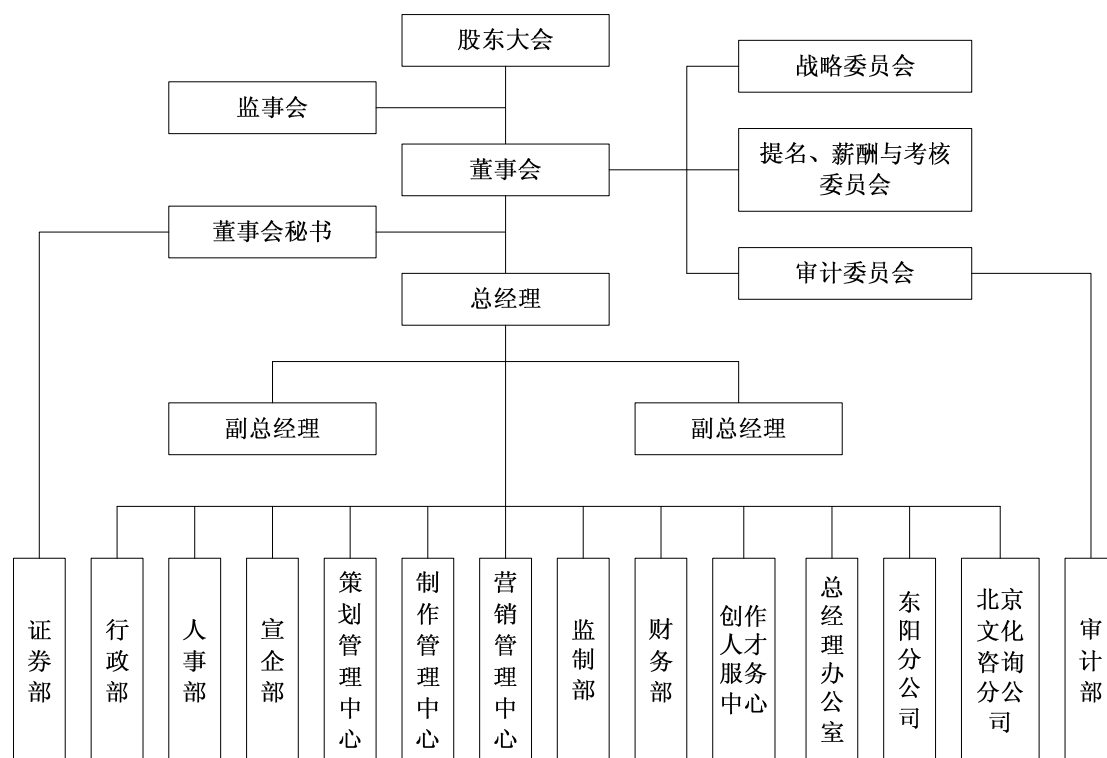 股东大会
战略委员会
监事会
提名、薪酬与考核
委员会
董事会
董事会秘书
审计委员会
总经理
副总经理
副总经理
证券部
行政部
人事部
宣企部
策划管理中心
制作管理中心
营销管理中心
监制部
财务部
创作
人才
服务
中心
总经理办公室
东阳分公司
北京
文化
咨询
分公
司
审计部